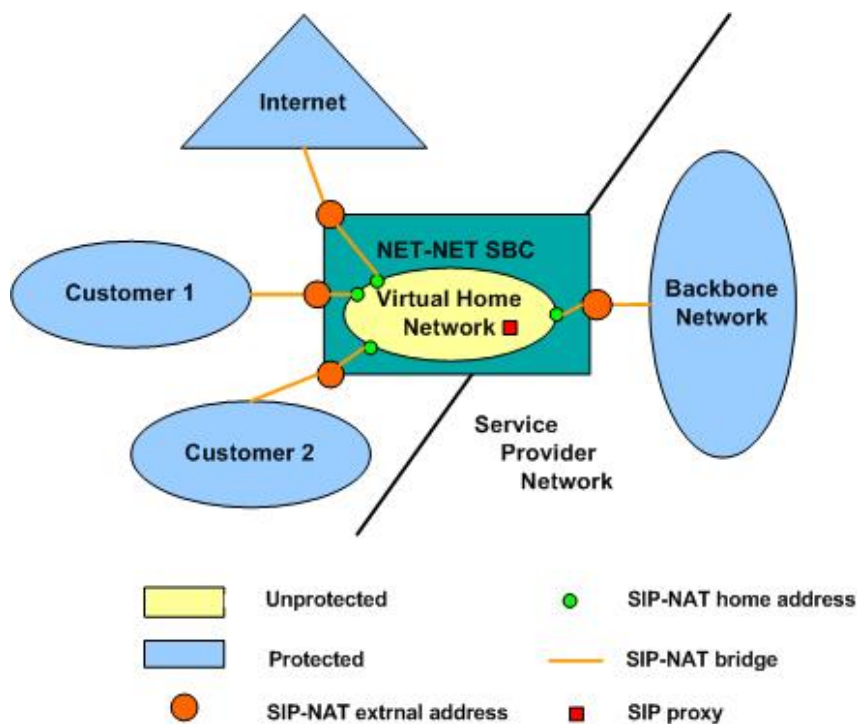 Internet
NET-NET SBC
Customer 1
Virtual Home
Network
Backbone
Network
Customer 2
Service
Provider
Network
Unprotected
SIP-NAT home address
Protected
SIP-NAT bridge
SIP-NAT extrnal address
SIP proxy